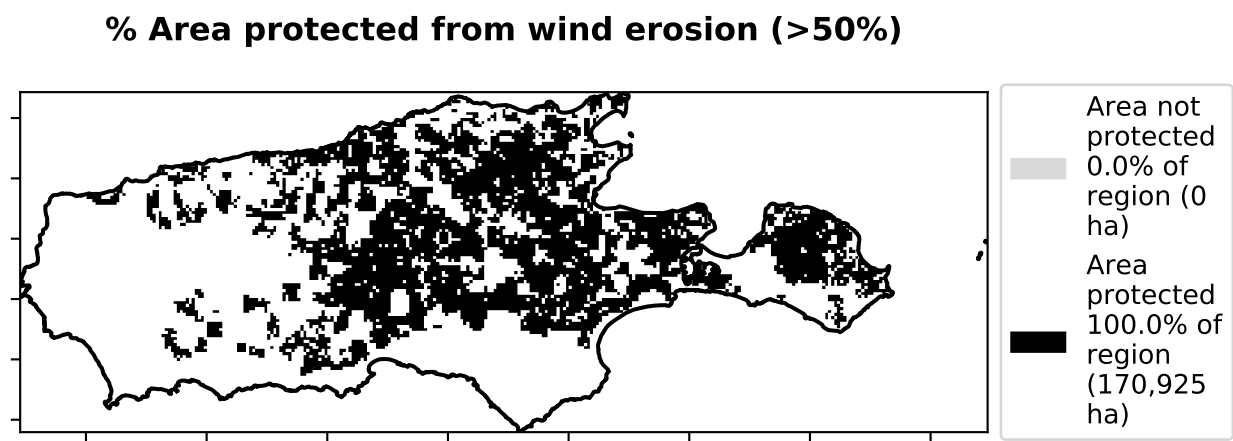 % Area protected from wind erosion (>50%)
Area not
protected
0.0% of
region (0
ha)
Area
protected
100.0% of
region
(170,925
ha)